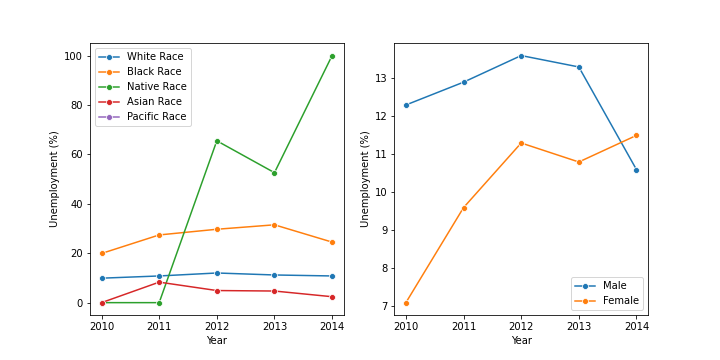 100
80
60
40
20
0
Unemployment (%)
2010 2011 2012 2013 2014
Year
White Race
Black Race
Native Race
Asian Race
Pacific Race
13
12
11
10
9
8
7
Unemployment (%)
2010 2011 2012 2013 2014
Year
Male
Female